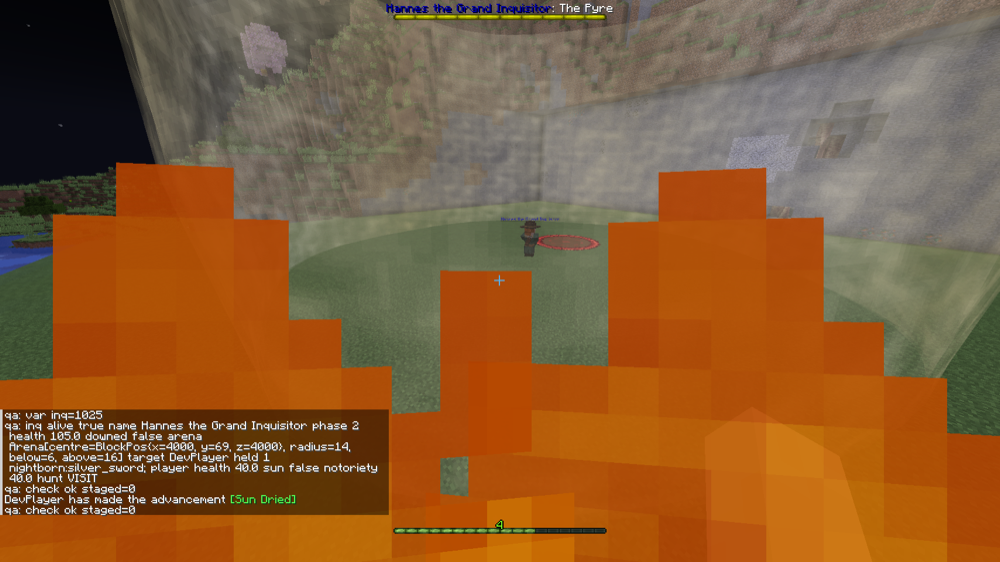 Hannes the Grand Inquisitor: The Pyre
qa: var inq=1025
qa: inq alive true name Hannes the Grand Inquisitor phase 2
health 105.0 downed false arena
Arena[centre=BlockPos{x=4000, y=69, z=4000}, radius=14,
below=6, above=16] target DevPlayer held 1
nightborn:silver_sword; player health 40.0 sun false notoriety
40.0 hunt VISIT
qa: check ok staged=0
DevPlayer has made the advancement [Sun Dried]
qa: check ok staged=0
4